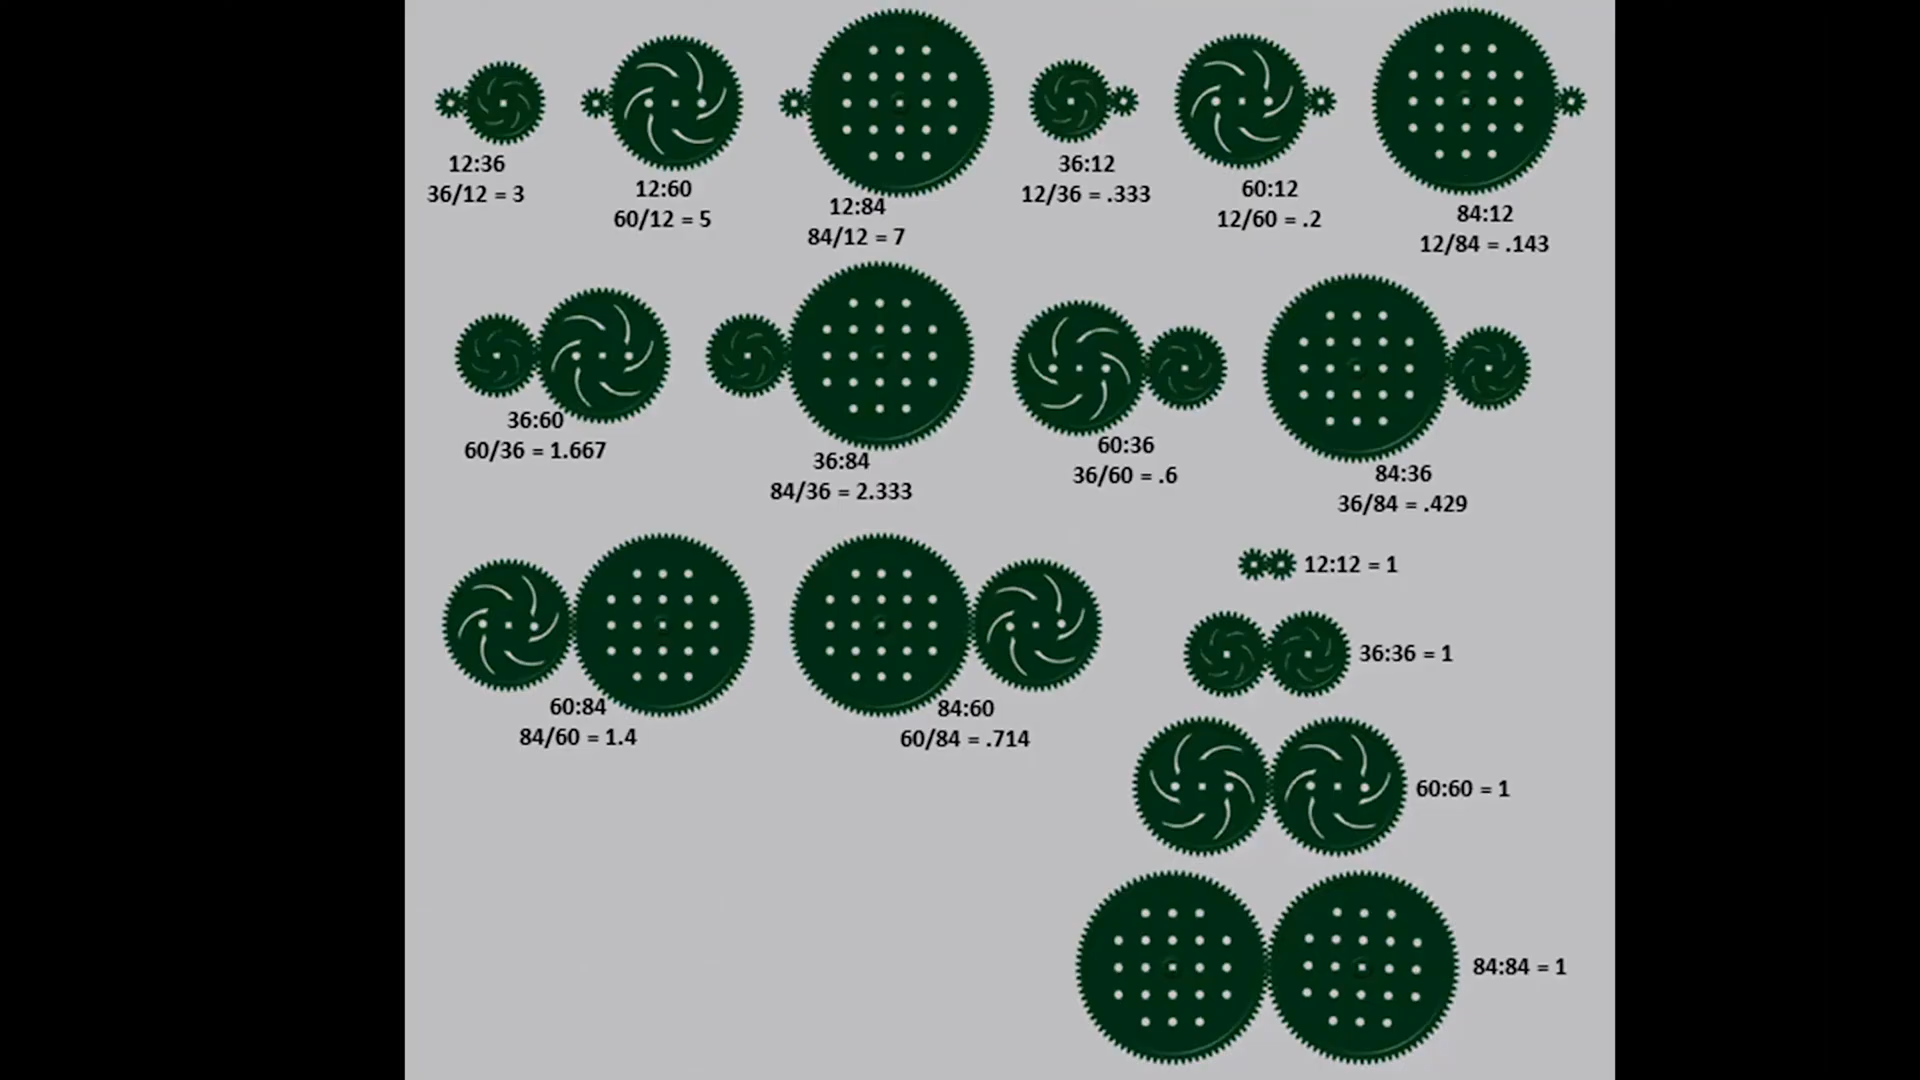 12:36
36/12 = 3
12:60
60/12 = 5
12:84
84/12 = 7
36:12
12/36 = .333
60:12
12/60 = .2
84:12
12/84 = .143
36:60
60/36 = 1.667
36:84
84/36 = 2.333
60:36
36/60 = .6
84:36
36/84 = .429
60:84
84/60 = 1.4
84:60
60/84 = .714
12:12 = 1
36:36 = 1
60:60 = 1
84:84 = 1